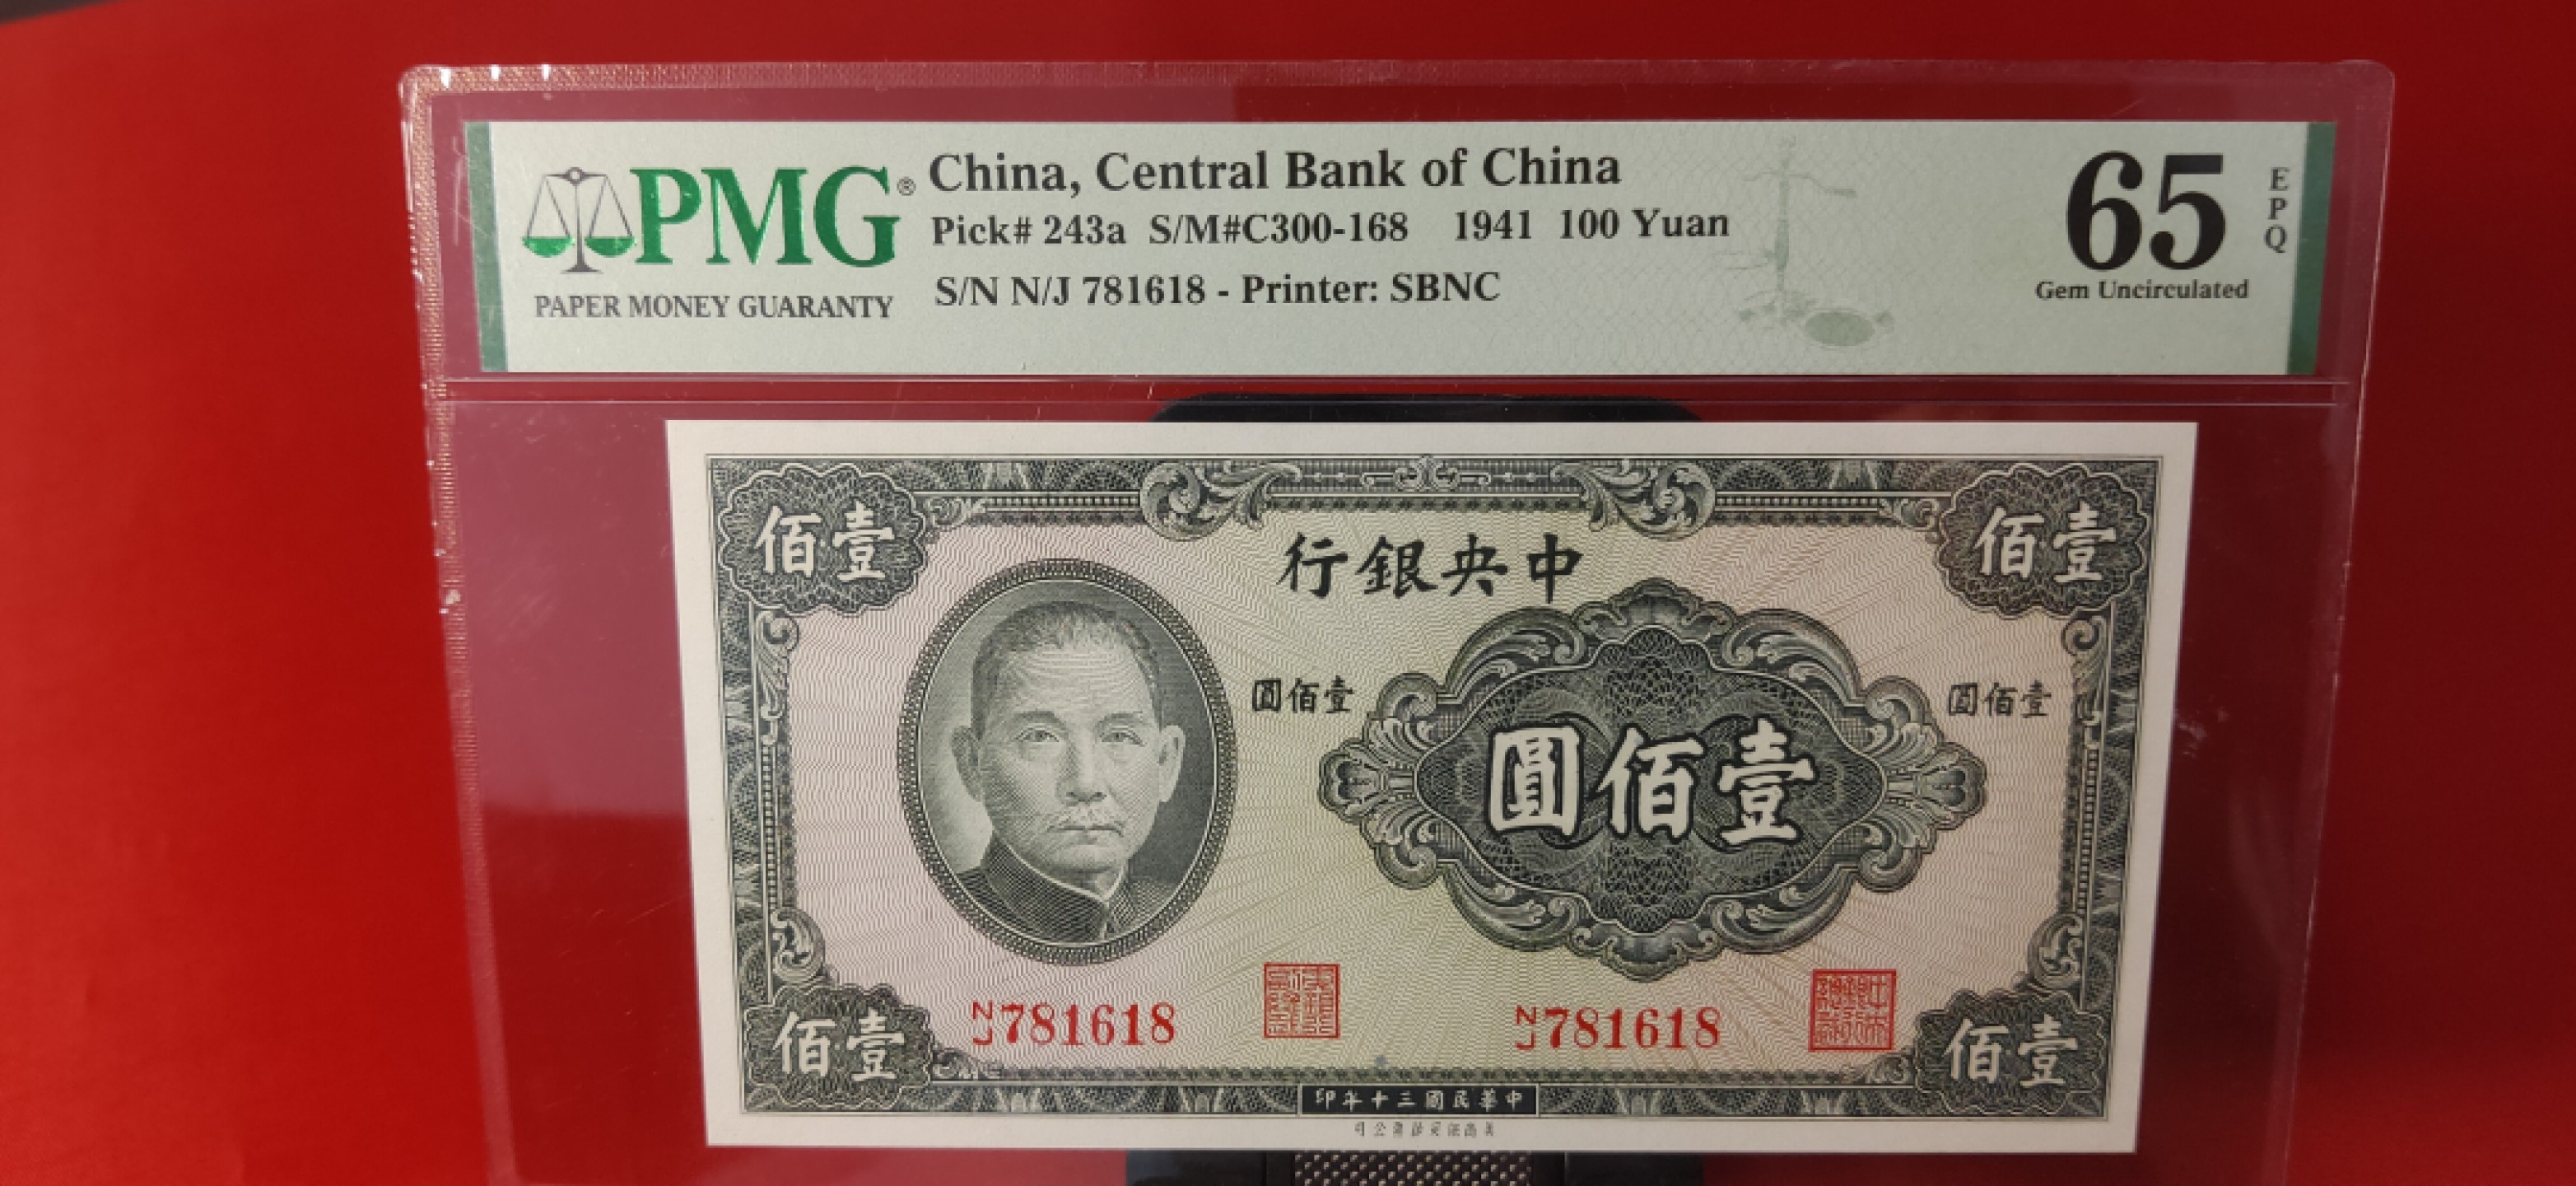 PMG®
PAPER MONEY GUARANTY
China, Central Bank of China
Pick# 243a S/M#C300-168 1941 100 Yuan
S/N N/J 781618 - Printer: SBNC
65
EPQ
Gem Uncirculated
佰壹
行銀央中
佰壹
圓佰壹
圓佰壹
圓佰壹
N/J 781618
N/J 781618
佰壹
印年十三國民華中
佰壹